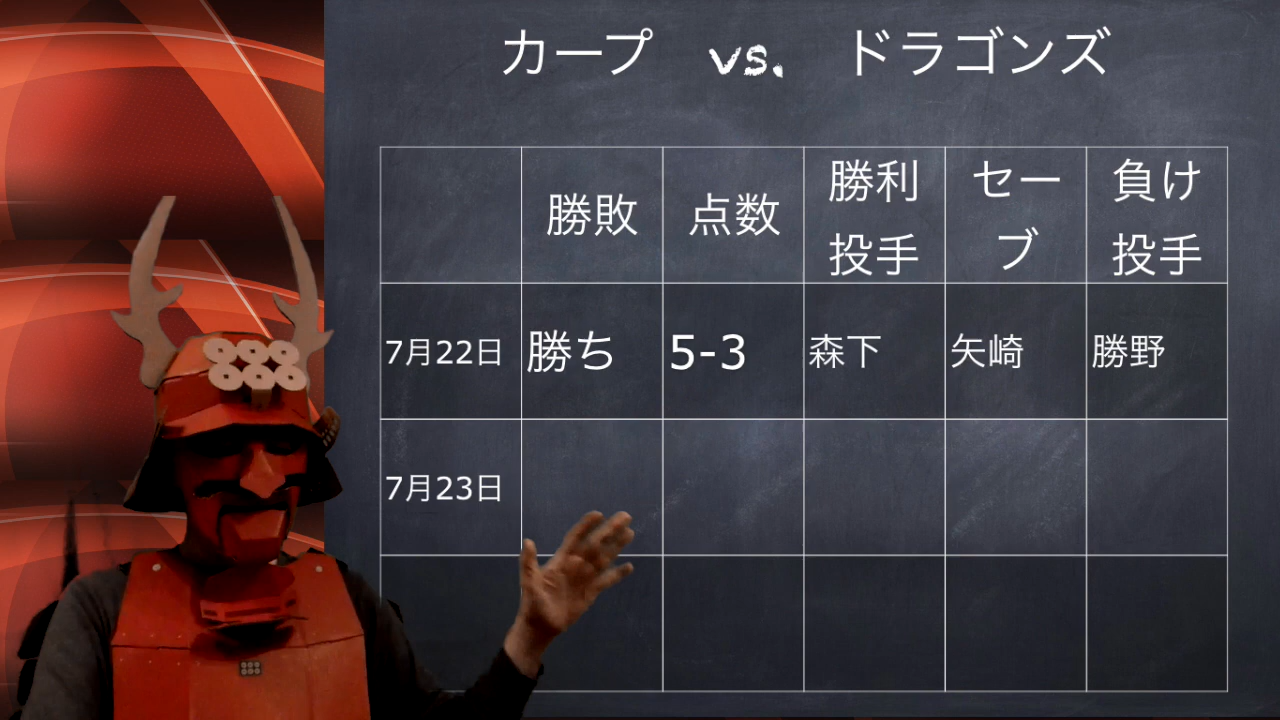 カープ　vs.　ドラゴンズ
勝敗 点数 勝利投手 セーブ 負け投手
7月22日 勝ち 5-3 森下 矢崎 勝野
7月23日